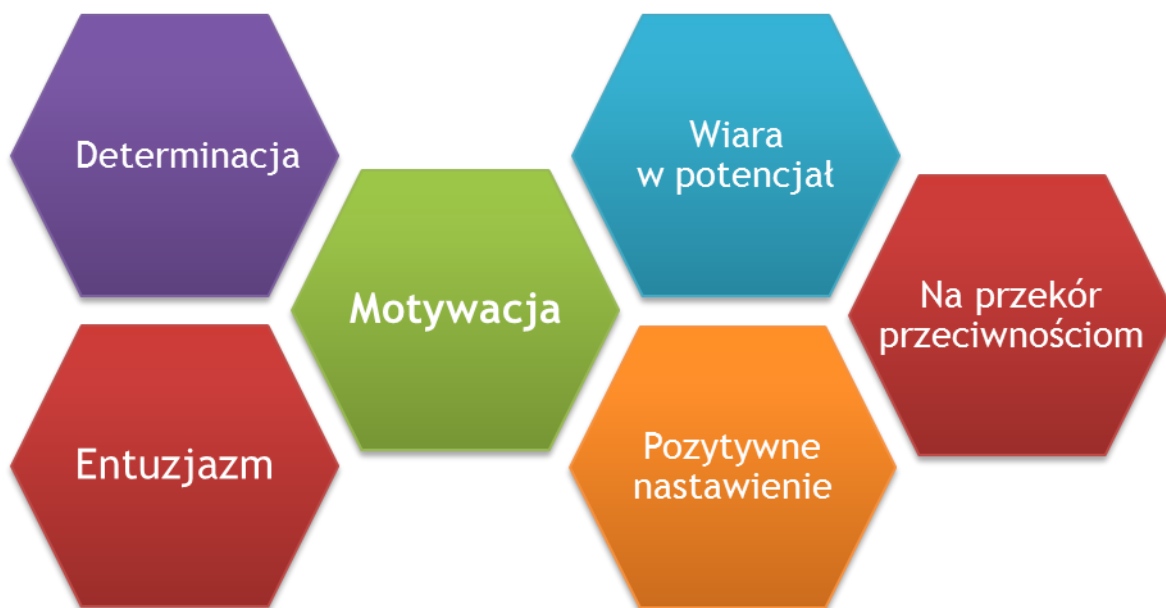 Determinacja
Wiara
w potencjał
Motywacja
Na przekór
przeciwnościom
Entuzjazm
Pozytywne
nastawienie